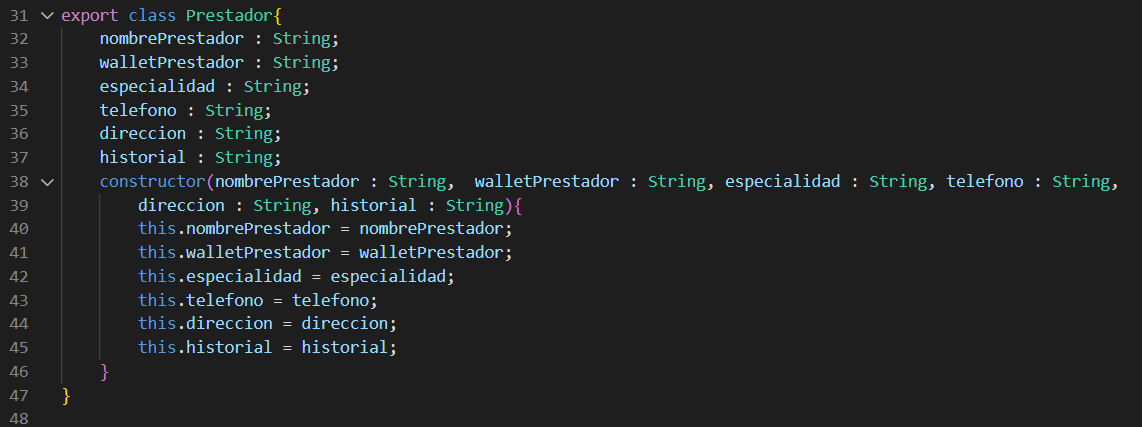 31 export class Prestador{
32 nombrePrestador : String;
33 walletPrestador : String;
34 especialidad : String;
35 telefono : String;
36 direccion : String;
37 historial : String;
38 constructor(nombrePrestador : String,  walletPrestador : String, especialidad : String, telefono : String,
39 direccion : String, historial : String){
40 this.nombrePrestador = nombrePrestador;
41 this.walletPrestador = walletPrestador;
42 this.especialidad = especialidad;
43 this.telefono = telefono;
44 this.direccion = direccion;
45 this.historial = historial;
46 }
47 }
48